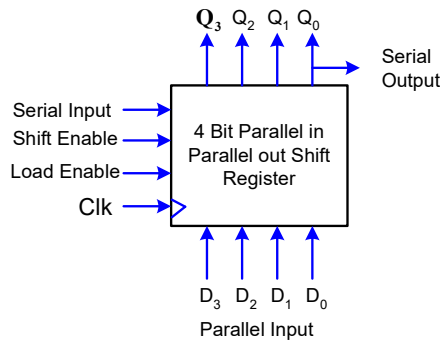 Q3 Q2 Q1 Q0
Serial
Output
Serial Input
Shift Enable
Load Enable
Clk
4 Bit Parallel in
Parallel out Shift
Register
D3 D2 D1 D0
Parallel Input